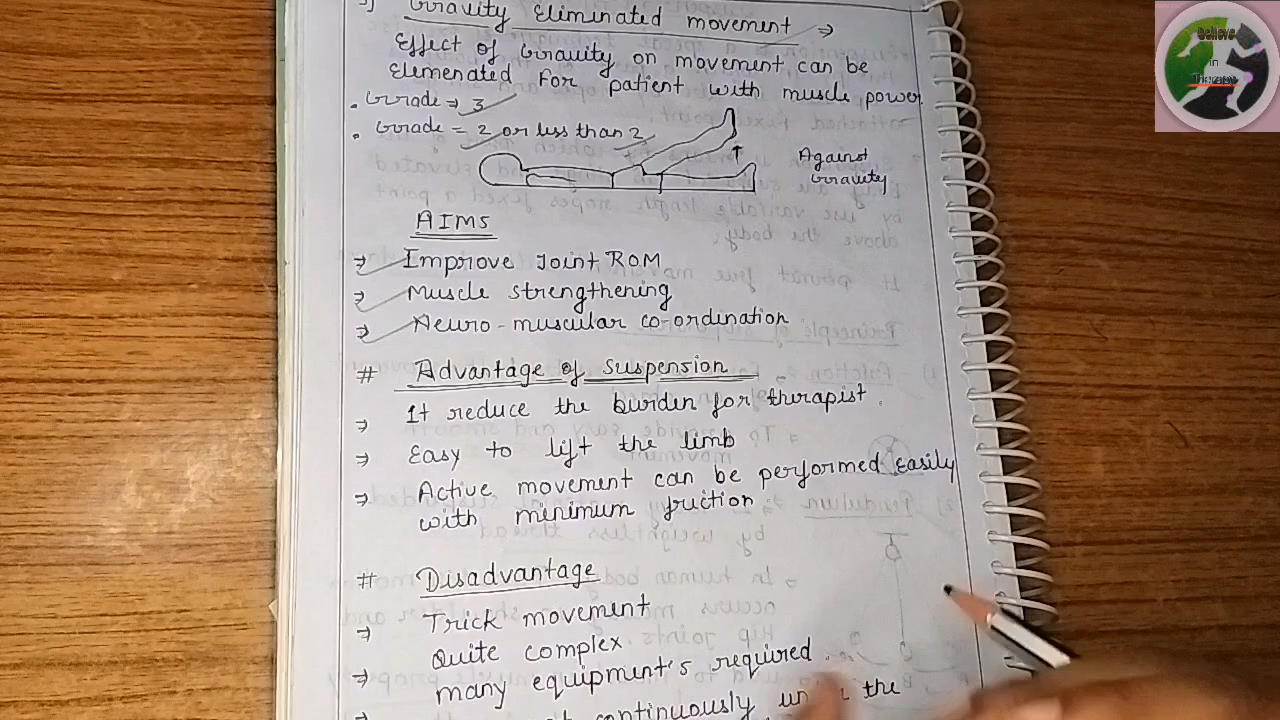 Gravity Eliminated movement →
Effect of Gravity on movement can be
Elemenated For patient with muscle power
• Grade → 3
• Grade = 2 or less than 2
Against
Gravity
AIMS
→ Improve Joint ROM
→ Muscle strengthening
→ Neuro-muscular co-ordination
# Advantage of Suspension
→ It reduce the burden for therapist.
→ Easy to lift the limb
→ Active movement can be performed easily
with minimum friction
# Disadvantage
→ Trick movement
→ Quite complex
→ many equipment's required
continuously the
Believe
in
Therapy